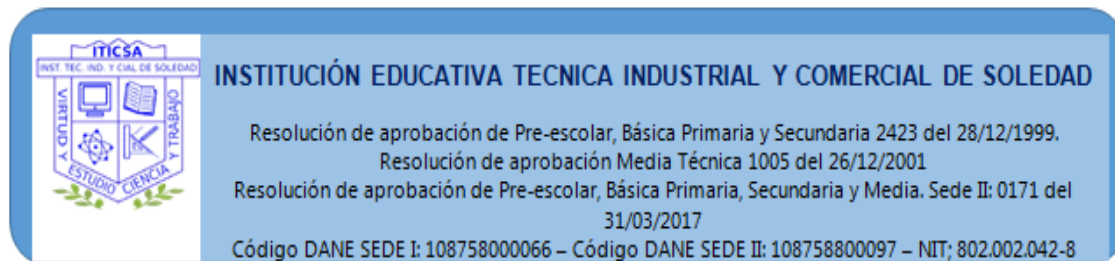 ITICSA
INST. TEC. IND. Y CIAL DE SOLEDAD
VIRTUD Y ESTUDIO CIENCIA Y TRABAJO
INSTITUCIÓN EDUCATIVA TECNICA INDUSTRIAL Y COMERCIAL DE SOLEDAD
Resolución de aprobación de Pre-escolar, Básica Primaria y Secundaria 2423 del 28/12/1999.
Resolución de aprobación Media Técnica 1005 del 26/12/2001
Resolución de aprobación de Pre-escolar, Básica Primaria, Secundaria y Media. Sede II: 0171 del
31/03/2017
Código DANE SEDE I: 108758000066 – Código DANE SEDE II: 108758800097 – NIT; 802.002.042-8